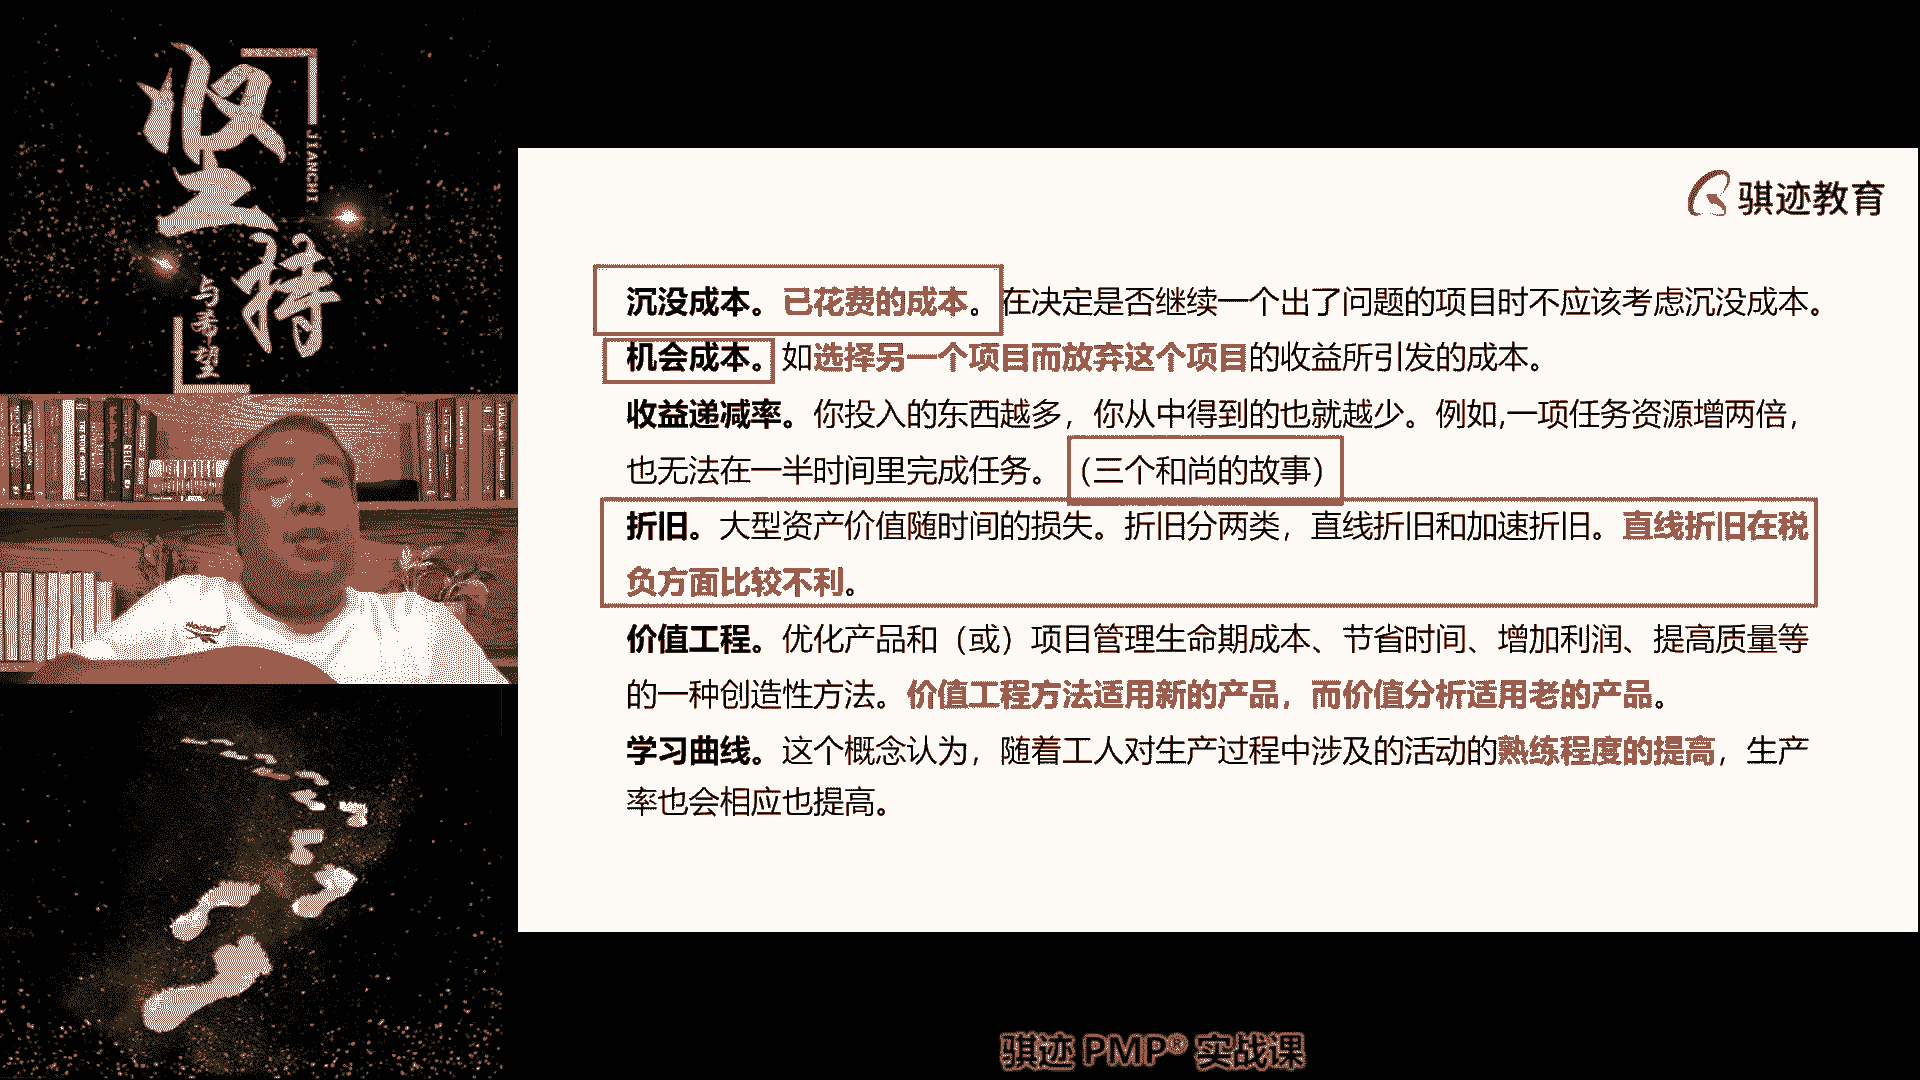 坚持
JIANCHI
与希望
骐迹教育
沉没成本。已花费的成本。在决定是否继续一个出了问题的项目时不应该考虑沉没成本。
机会成本。如选择另一个项目而放弃这个项目的收益所引发的成本。
收益递减率。你投入的东西越多，你从中得到的也就越少。例如,一项任务资源增两倍，
也无法在一半时间里完成任务。（三个和尚的故事）
折旧。大型资产价值随时间的损失。折旧分两类，直线折旧和加速折旧。直线折旧在税
负方面比较不利。
价值工程。优化产品和（或）项目管理生命期成本、节省时间、增加利润、提高质量等
的一种创造性方法。价值工程方法适用新的产品，而价值分析适用老的产品。
学习曲线。这个概念认为，随着工人对生产过程中涉及的活动的熟练程度的提高，生产
率也会相应也提高。
骐迹 PMP® 实战课